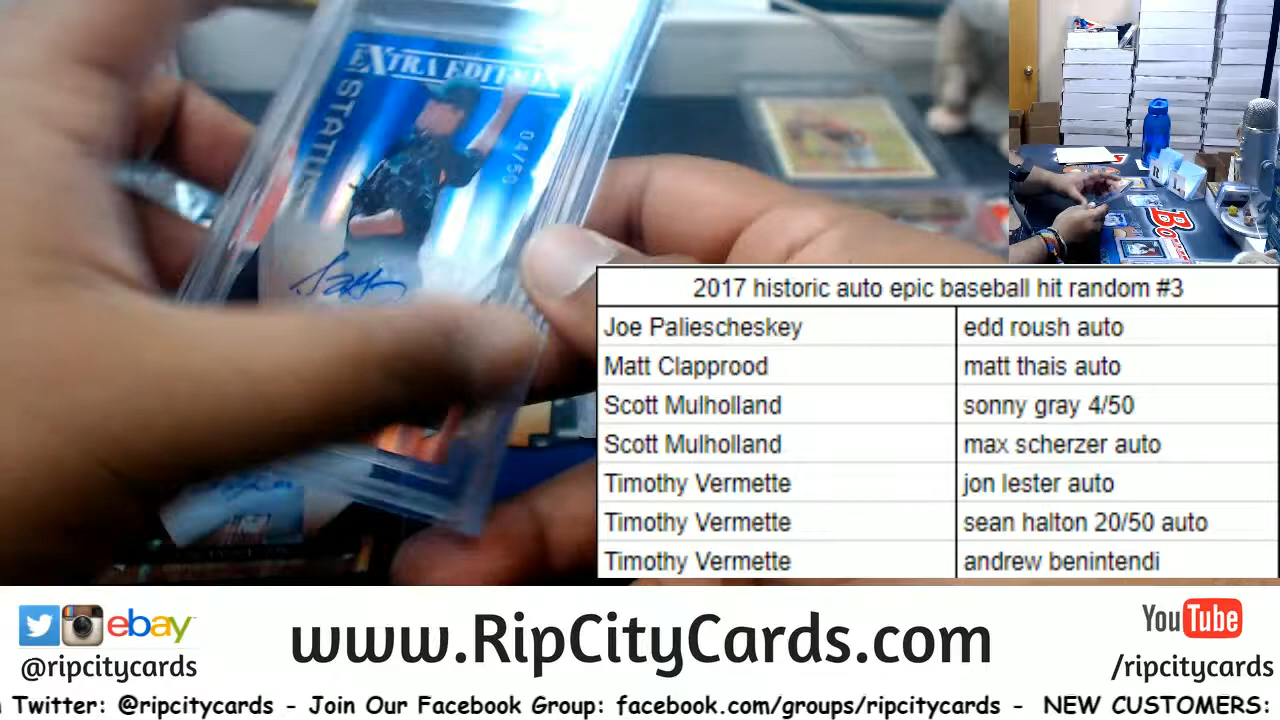 EXTRA EDITION
STATUS
04/50
2017 historic auto epic baseball hit random #3
Joe Paliescheskey edd roush auto
Matt Clapprood matt thais auto
Scott Mulholland sonny gray 4/50
Scott Mulholland max scherzer auto
Timothy Vermette jon lester auto
Timothy Vermette sean halton 20/50 auto
Timothy Vermette andrew benintendi
ebay
@ripcitycards
www.RipCityCards.com
YouTube
/ripcitycards
Twitter: @ripcitycards - Join Our Facebook Group: facebook.com/groups/ripcitycards - NEW CUSTOMERS: